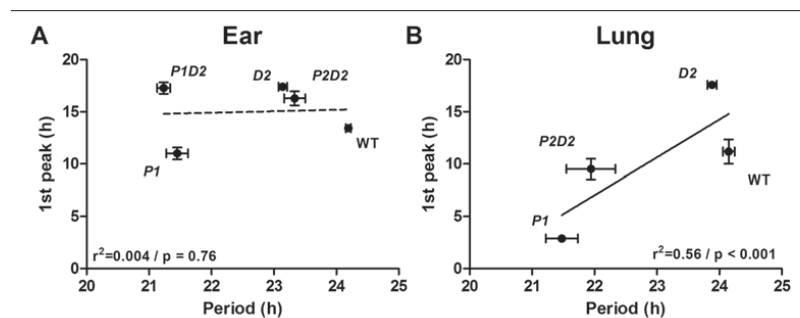 A Ear
20
15
10
5
0
1st peak (h)
P1D2
D2
P2D2
WT
P1
r²=0.004 / p = 0.76
20 21 22 23 24 25
Period (h)
B Lung
20
15
10
5
0
1st peak (h)
D2
P2D2
WT
P1
r²=0.56 / p < 0.001
20 21 22 23 24 25
Period (h)